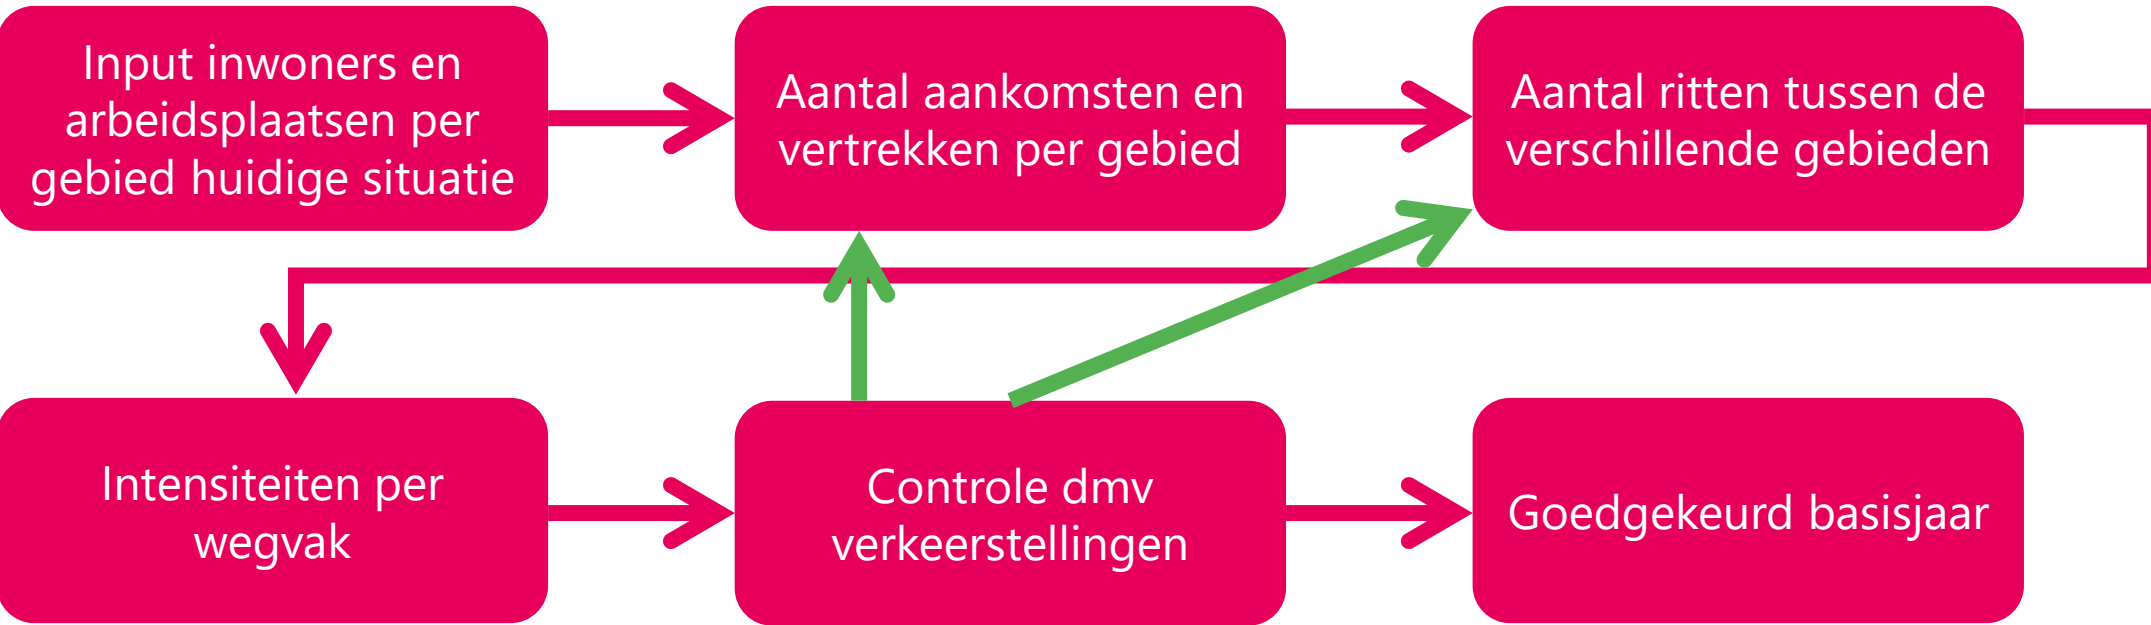 Input inwoners en
arbeidsplaatsen per
gebied huidige situatie
Aantal aankomsten en
vertrekken per gebied
Aantal ritten tussen de
verschillende gebieden
Intensiteiten per
wegvak
Controle dmv
verkeerstellingen
Goedgekeurd basisjaar